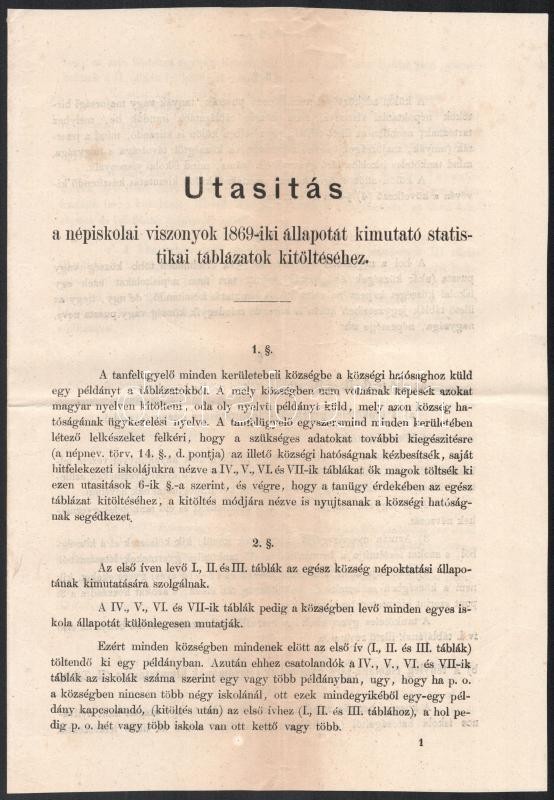 Utasitás
a népiskolai viszonyok 1869-iki állapotát kimutató statis-
tikai táblázatok kitöltéséhez.
1. §.
A tanfelügyelő minden kerületebeli községbe a községi hatósághoz küld
egy példányt a táblázatokból. A mely községben nem volnának képesek azokat
magyar nyelven kitölteni, oda oly nyelvü példányt küld, mely azon község ha-
tóságának ügykezelési nyelve. A tanfelügyelő egyszersmind minden kerületében
létező lelkészeket felkéri, hogy a szükséges adatokat további kiegészitésre
(a népnev. törv. 14. §., d. pontja) az illető községi hatóságnak kézbesitsék, saját
hitfelekezeti iskolájukra nézve a IV., V., VI. és VII-ik táblákat ők magok töltsék ki
ezen utasitások 6-ik §.-a szerint, és végre, hogy a tanügy érdekében az egész
táblázat kitöltéséhez, a kitöltés módjára nézve is nyujtsanak a községi hatóság-
nak segédkezet.
2. §.
Az első íven levő I., II. és III. táblák az egész község népoktatási állapo-
tának kimutatására szolgálnak.
A IV., V., VI. és VII-ik táblák pedig a községben levő minden egyes is-
kola állapotát különlegesen mutatják.
Ezért minden községben mindenek elött az első ív (I., II. és III. táblák)
töltendő ki egy példányban. Azután ehhez csatolandók a IV., V., VI. és VII-ik
táblák az iskolák száma szerint egy vagy több példányban, ugy, hogy ha p. o.
a községben nincsen több négy iskolánál, ott ezek mindegyikéből egy-egy pél-
dány kapcsolandó, (kitöltés után) az első ívhez (I., II. és III. táblához), a hol pe-
dig p. o. hét vagy több iskola van ott kettő vagy több.
1